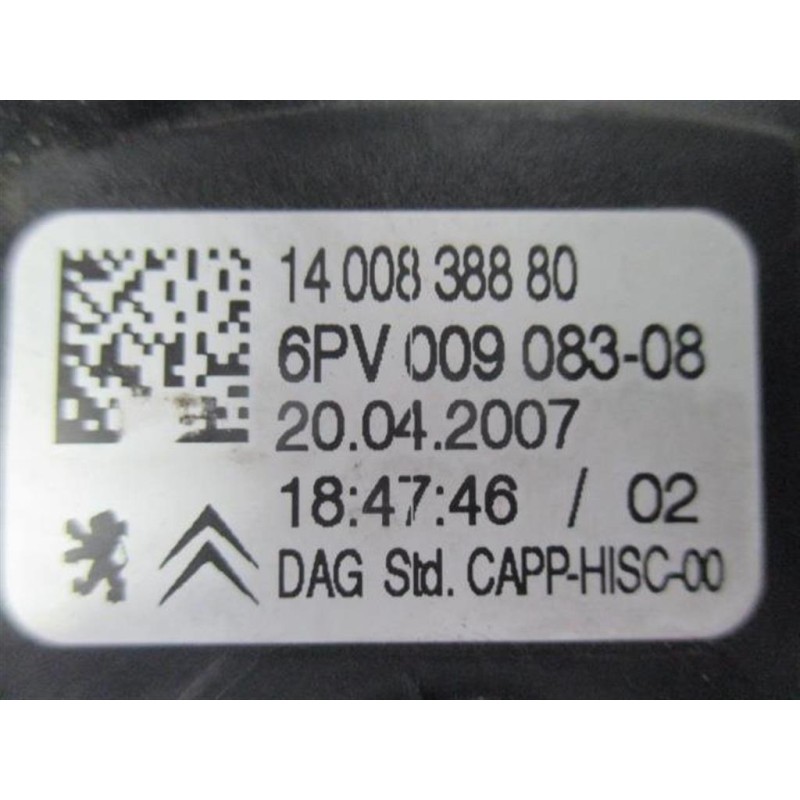 14 008 388 80
6PV 009 083-08
20.04.2007
18:47:46 / 02
DAG Std. CAPP-HISC-00